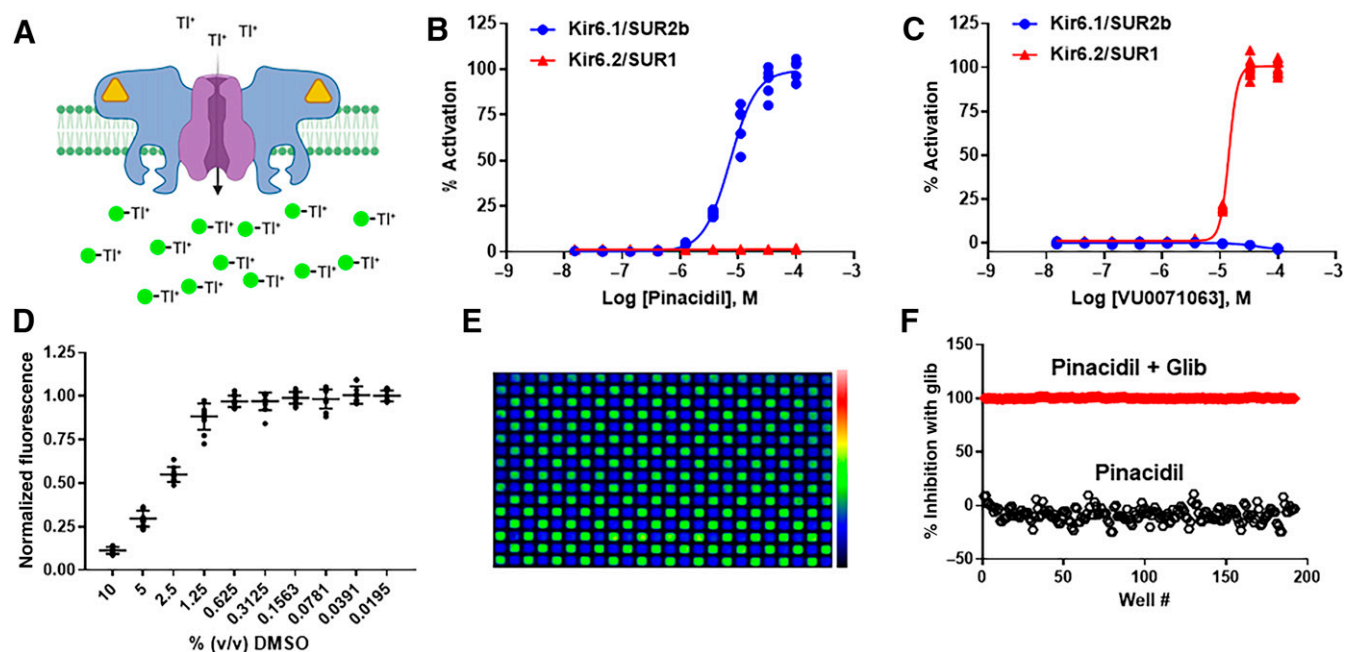 A
Tl⁺
Tl⁺ Tl⁺
Tl⁺
Tl⁺
Tl⁺ Tl⁺
Tl⁺
Tl⁺
Tl⁺
Tl⁺
Tl⁺
Tl⁺
Tl⁺
Tl⁺
B
Kir6.1/SUR2b
Kir6.2/SUR1
% Activation
125
100
75
50
25
0
−9 −8 −7 −6 −5 −4 −3
Log [Pinacidil], M
C
Kir6.1/SUR2b
Kir6.2/SUR1
% Activation
125
100
75
50
25
0
−9 −8 −7 −6 −5 −4 −3
Log [VU0071063], M
D
Normalized fluorescence
1.25
1.00
0.75
0.50
0.25
0.00
10 5 2.5 1.25 0.625 0.3125 0.1563 0.0781 0.0391 0.0195
% (v/v) DMSO
E
F
% Inhibition with glib
150
100
50
0
−50
Pinacidil + Glib
Pinacidil
0 50 100 150 200
Well #